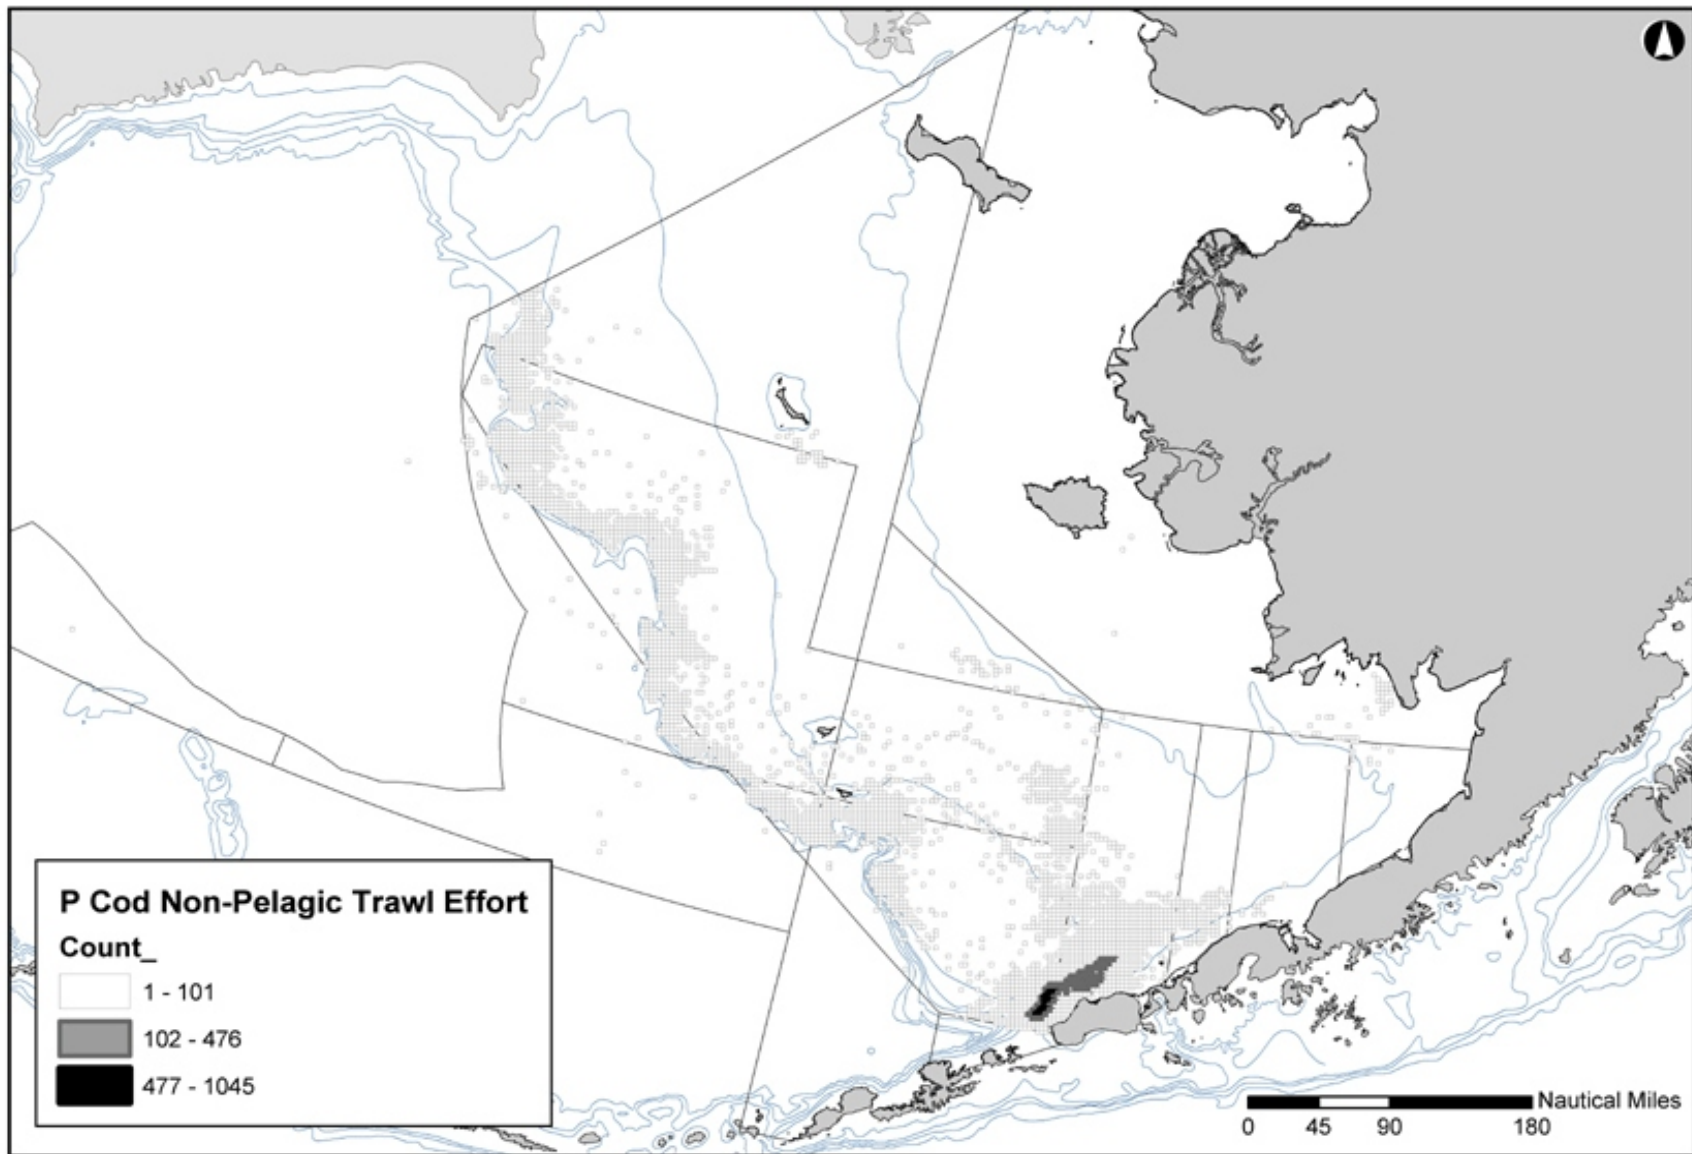 P Cod Non-Pelagic Trawl Effort
Count_
1 - 101
102 - 476
477 - 1045
Nautical Miles
0 45 90 180